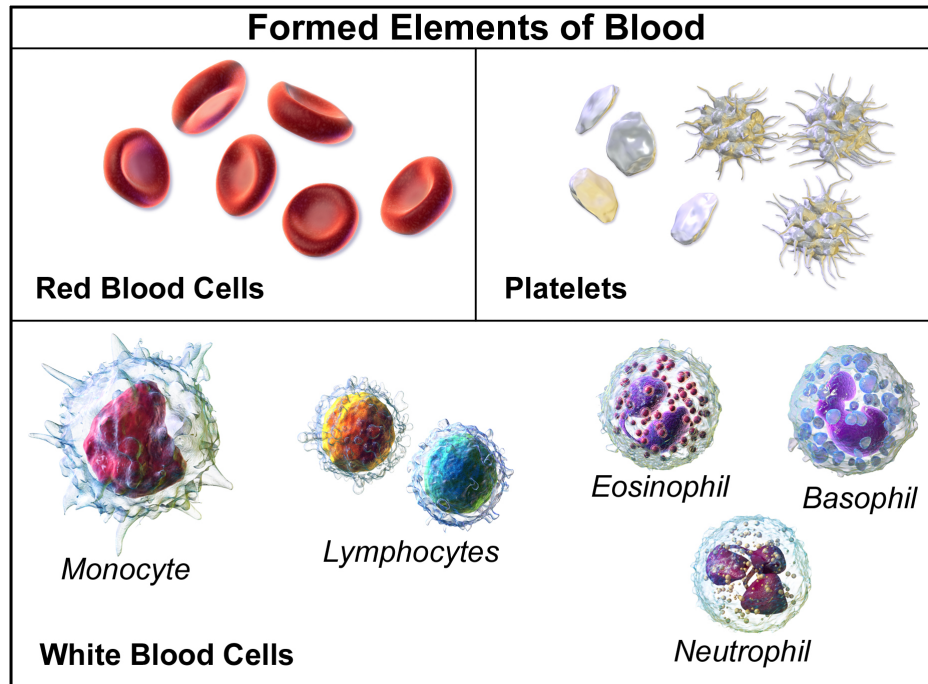 Formed Elements of Blood
Red Blood Cells
Platelets
Monocyte
Lymphocytes
Eosinophil
Basophil
Neutrophil
White Blood Cells